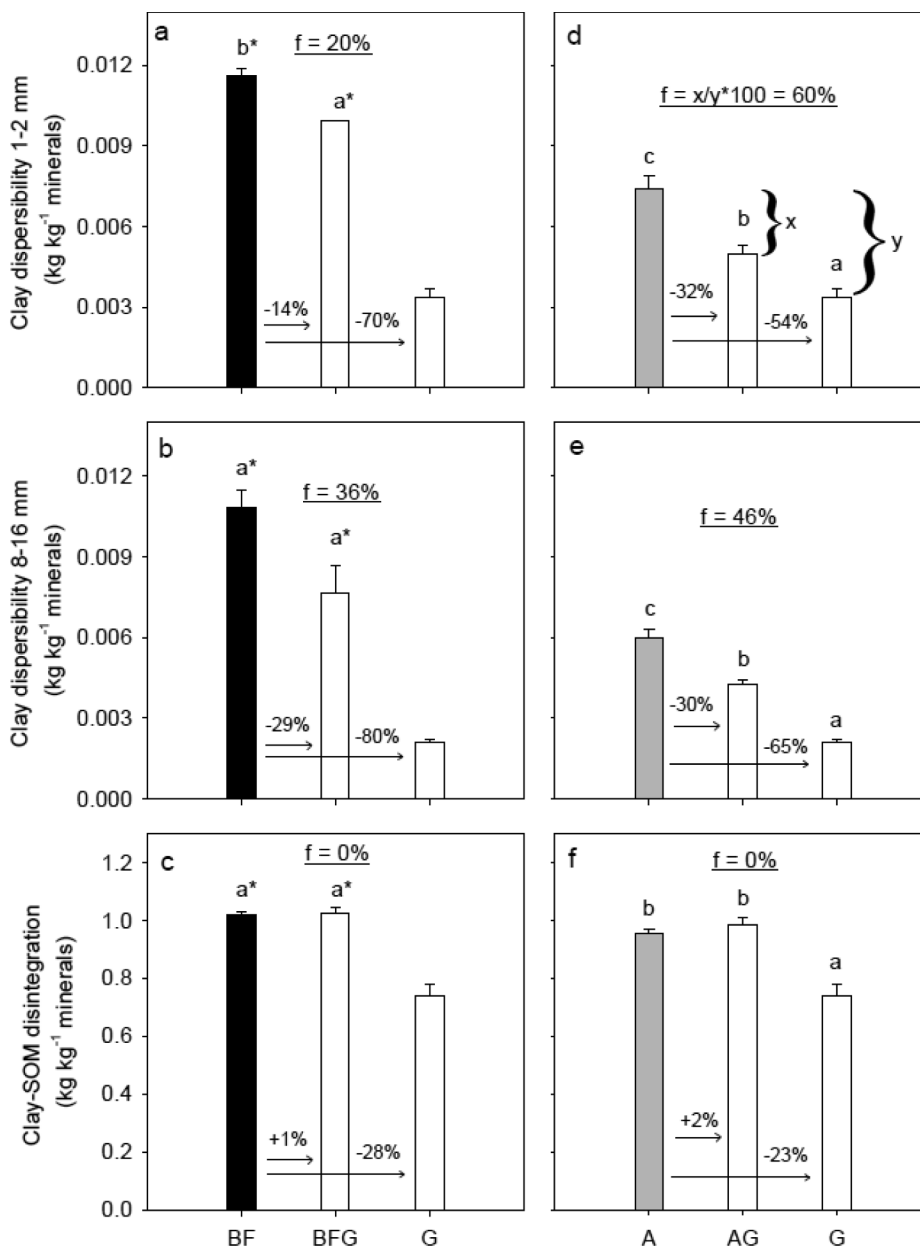 a
b*
f = 20%
a*
-14%
-70%
0.012
0.009
0.006
0.003
0.000
Clay dispersibility 1-2 mm
(kg kg⁻¹ minerals)
d
f = x/y*100 = 60%
c
b
x
a
y
-32%
-54%
b
a*
f = 36%
a*
-29%
-80%
0.012
0.009
0.006
0.003
0.000
Clay dispersibility 8-16 mm
(kg kg⁻¹ minerals)
e
f = 46%
c
b
a
-30%
-65%
c
f = 0%
a*
a*
+1%
-28%
1.2
1.0
0.8
0.6
0.4
0.2
0.0
Clay-SOM disintegration
(kg kg⁻¹ minerals)
BF
BFG
G
f
f = 0%
b
b
a
+2%
-23%
A
AG
G